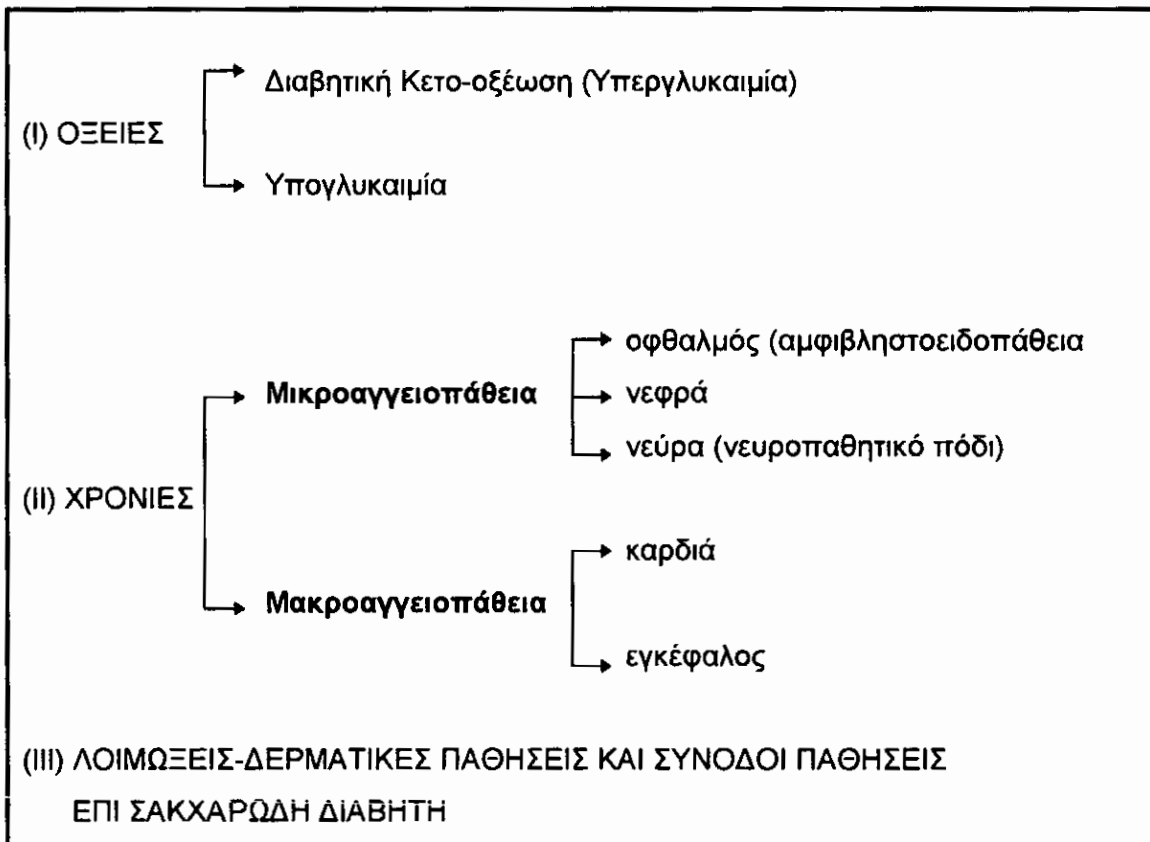 Διαβητική Κετο-οξέωση (Υπεργλυκαιμία)
(I) ΟΞΕΙΕΣ
Υπογλυκαιμία
οφθαλμός (αμφιβληστοειδοπάθεια
Μικροαγγειοπάθεια
νεφρά
νεύρα (νευροπαθητικό πόδι)
(II) ΧΡΟΝΙΕΣ
καρδιά
Μακροαγγειοπάθεια
εγκέφαλος
(III) ΛΟΙΜΩΞΕΙΣ-ΔΕΡΜΑΤΙΚΕΣ ΠΑΘΗΣΕΙΣ ΚΑΙ ΣΥΝΟΔΟΙ ΠΑΘΗΣΕΙΣ
ΕΠΙ ΣΑΚΧΑΡΩΔΗ ΔΙΑΒΗΤΗ